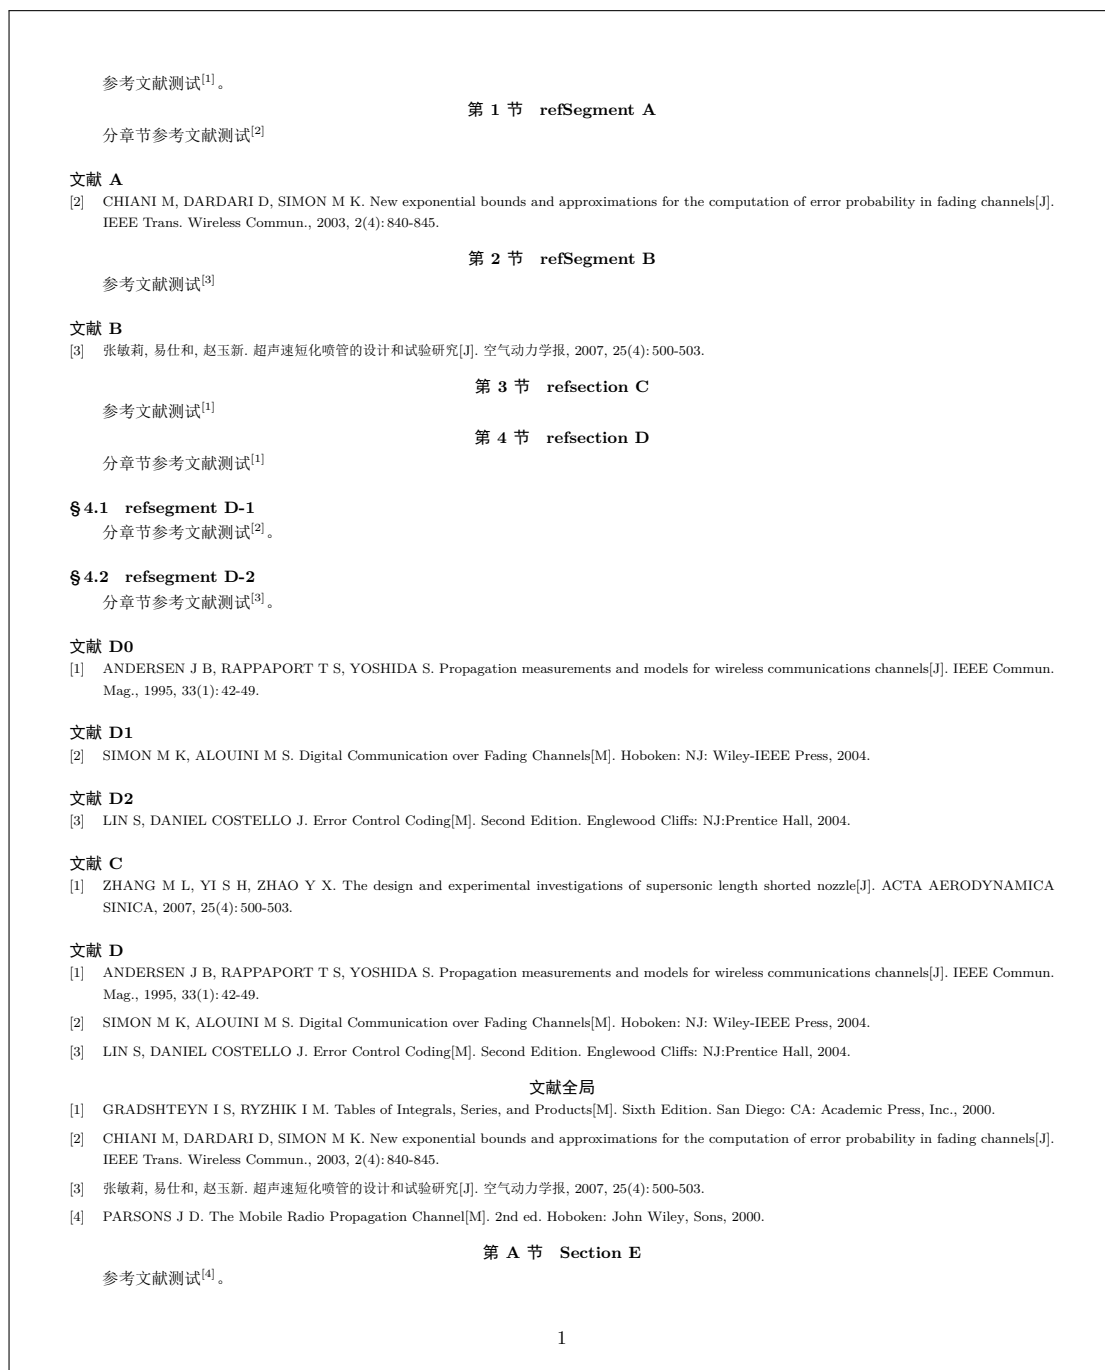 参考文献测试[1]。
第 1 节 refSegment A
分章节参考文献测试[2]
文献 A
[2] CHIANI M, DARDARI D, SIMON M K. New exponential bounds and approximations for the computation of error probability in fading channels[J].
IEEE Trans. Wireless Commun., 2003, 2(4): 840-845.
第 2 节 refSegment B
参考文献测试[3]
文献 B
[3] 张敏莉, 易仕和, 赵玉新. 超声速短化喷管的设计和试验研究[J]. 空气动力学报, 2007, 25(4): 500-503.
第 3 节 refsection C
参考文献测试[1]
第 4 节 refsection D
分章节参考文献测试[1]
§ 4.1 refsegment D-1
分章节参考文献测试[2]。
§ 4.2 refsegment D-2
分章节参考文献测试[3]。
文献 D0
[1] ANDERSEN J B, RAPPAPORT T S, YOSHIDA S. Propagation measurements and models for wireless communications channels[J]. IEEE Commun.
Mag., 1995, 33(1): 42-49.
文献 D1
[2] SIMON M K, ALOUINI M S. Digital Communication over Fading Channels[M]. Hoboken: NJ: Wiley-IEEE Press, 2004.
文献 D2
[3] LIN S, DANIEL COSTELLO J. Error Control Coding[M]. Second Edition. Englewood Cliffs: NJ:Prentice Hall, 2004.
文献 C
[1] ZHANG M L, YI S H, ZHAO Y X. The design and experimental investigations of supersonic length shorted nozzle[J]. ACTA AERODYNAMICA
SINICA, 2007, 25(4): 500-503.
文献 D
[1] ANDERSEN J B, RAPPAPORT T S, YOSHIDA S. Propagation measurements and models for wireless communications channels[J]. IEEE Commun.
Mag., 1995, 33(1): 42-49.
[2] SIMON M K, ALOUINI M S. Digital Communication over Fading Channels[M]. Hoboken: NJ: Wiley-IEEE Press, 2004.
[3] LIN S, DANIEL COSTELLO J. Error Control Coding[M]. Second Edition. Englewood Cliffs: NJ:Prentice Hall, 2004.
文献全局
[1] GRADSHTEYN I S, RYZHIK I M. Tables of Integrals, Series, and Products[M]. Sixth Edition. San Diego: CA: Academic Press, Inc., 2000.
[2] CHIANI M, DARDARI D, SIMON M K. New exponential bounds and approximations for the computation of error probability in fading channels[J].
IEEE Trans. Wireless Commun., 2003, 2(4): 840-845.
[3] 张敏莉, 易仕和, 赵玉新. 超声速短化喷管的设计和试验研究[J]. 空气动力学报, 2007, 25(4): 500-503.
[4] PARSONS J D. The Mobile Radio Propagation Channel[M]. 2nd ed. Hoboken: John Wiley, Sons, 2000.
第 A 节 Section E
参考文献测试[4]。
1